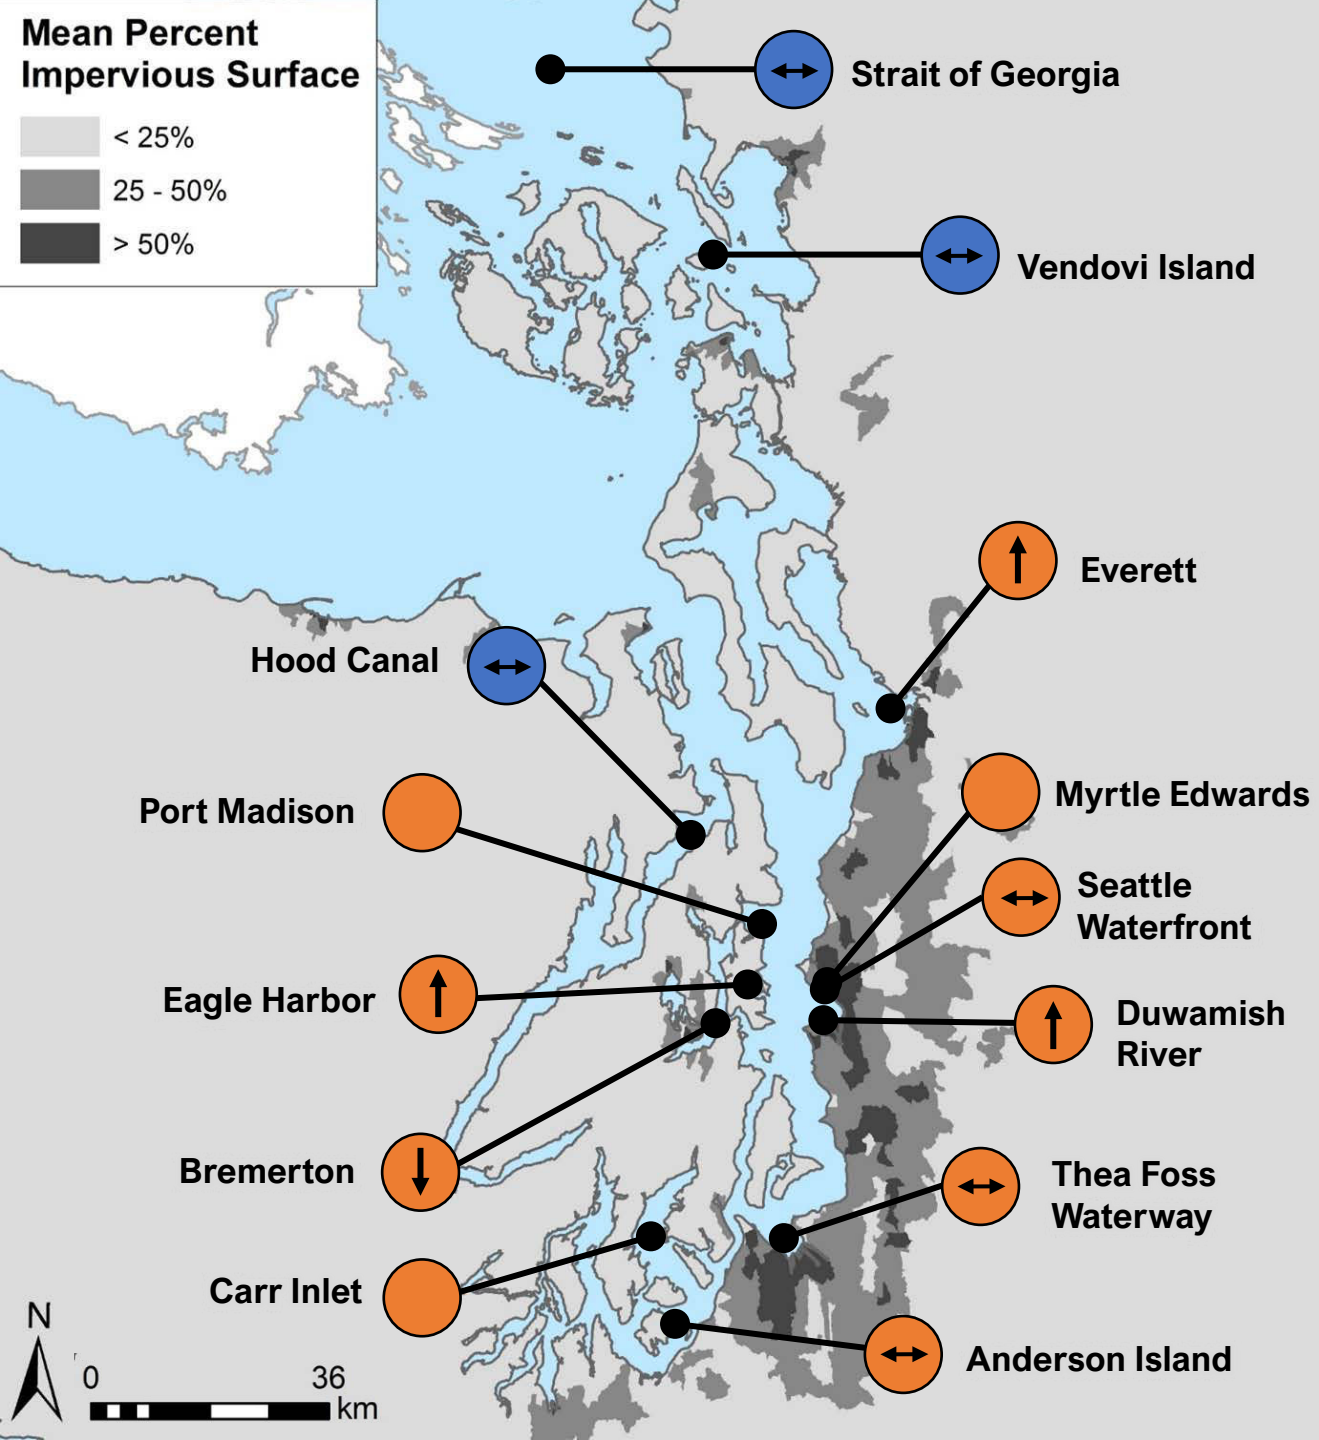 Mean Percent
Impervious Surface
< 25%
25 - 50%
> 50%
Strait of Georgia
Vendovi Island
Everett
Hood Canal
Port Madison
Myrtle Edwards
Seattle
Waterfront
Eagle Harbor
Duwamish
River
Bremerton
Thea Foss
Waterway
Carr Inlet
Anderson Island
N
0 36
km